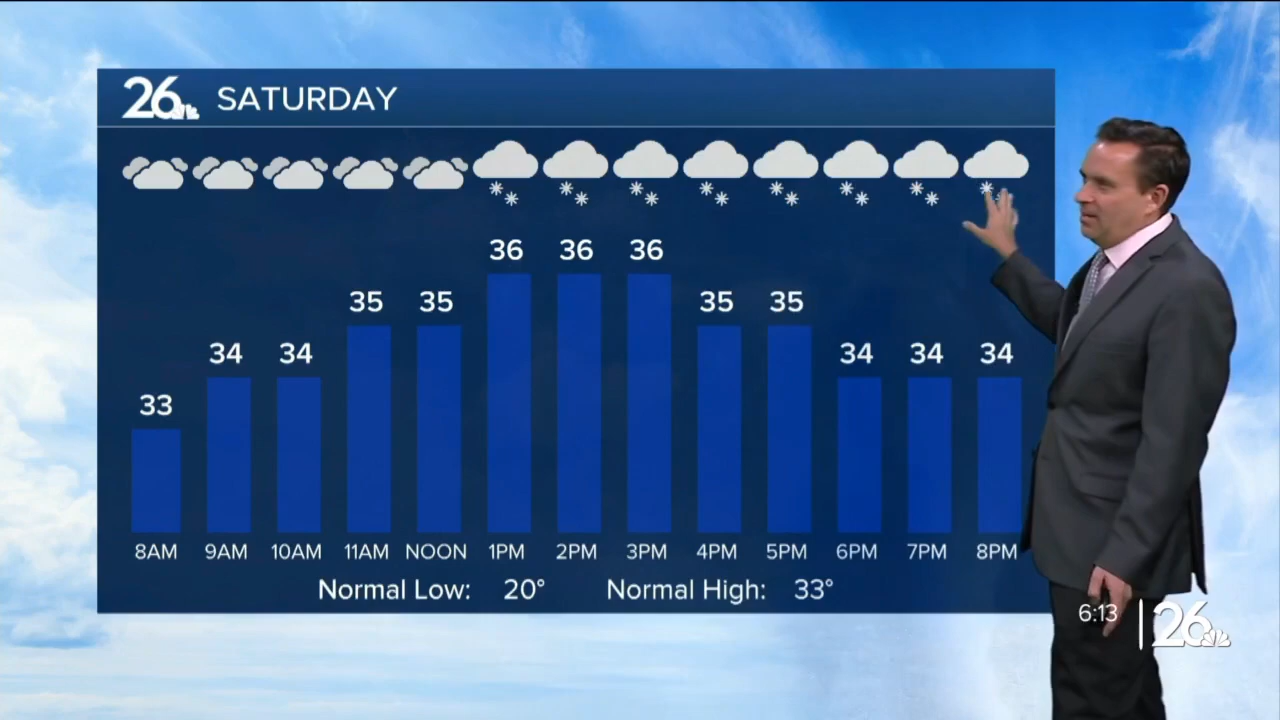 26 SATURDAY
36 36 36
35 35 35 35
34 34 34 34 34
33
8AM 9AM 10AM 11AM NOON 1PM 2PM 3PM 4PM 5PM 6PM 7PM 8PM
Normal Low: 20° Normal High: 33°
6:13 26